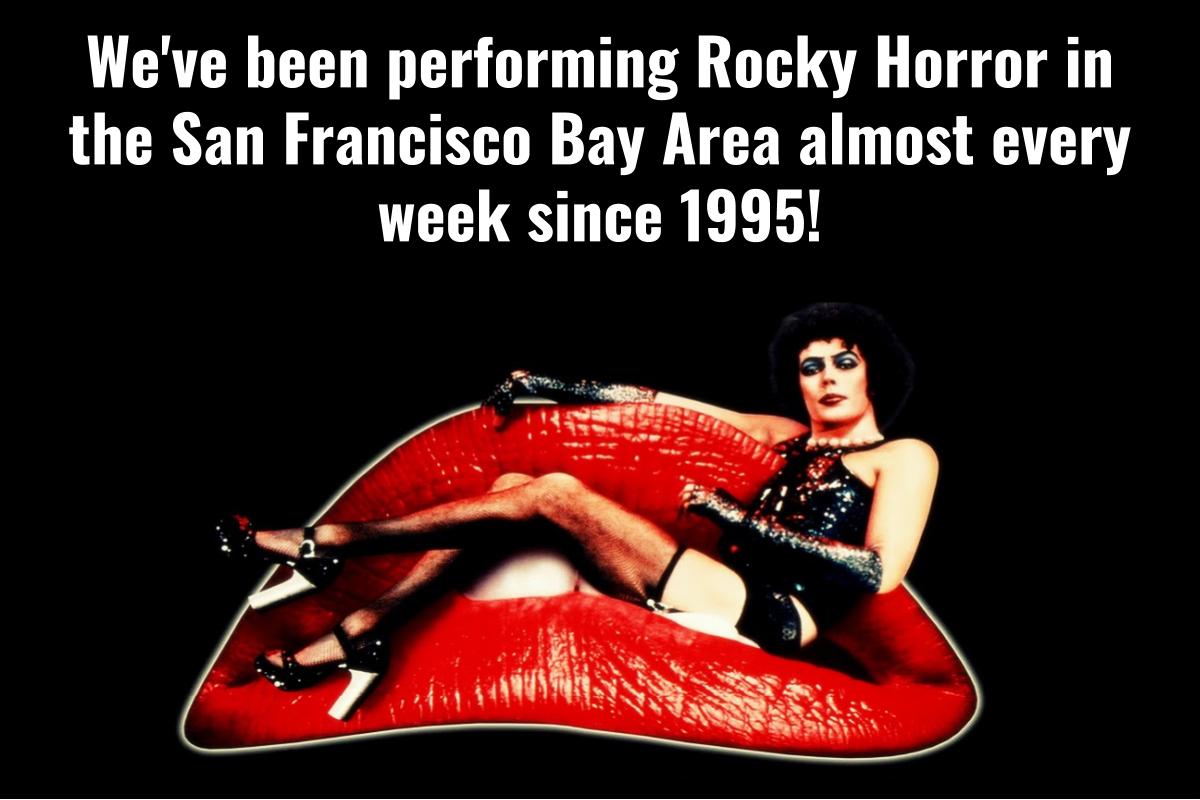 We've been performing Rocky Horror in
the San Francisco Bay Area almost every
week since 1995!